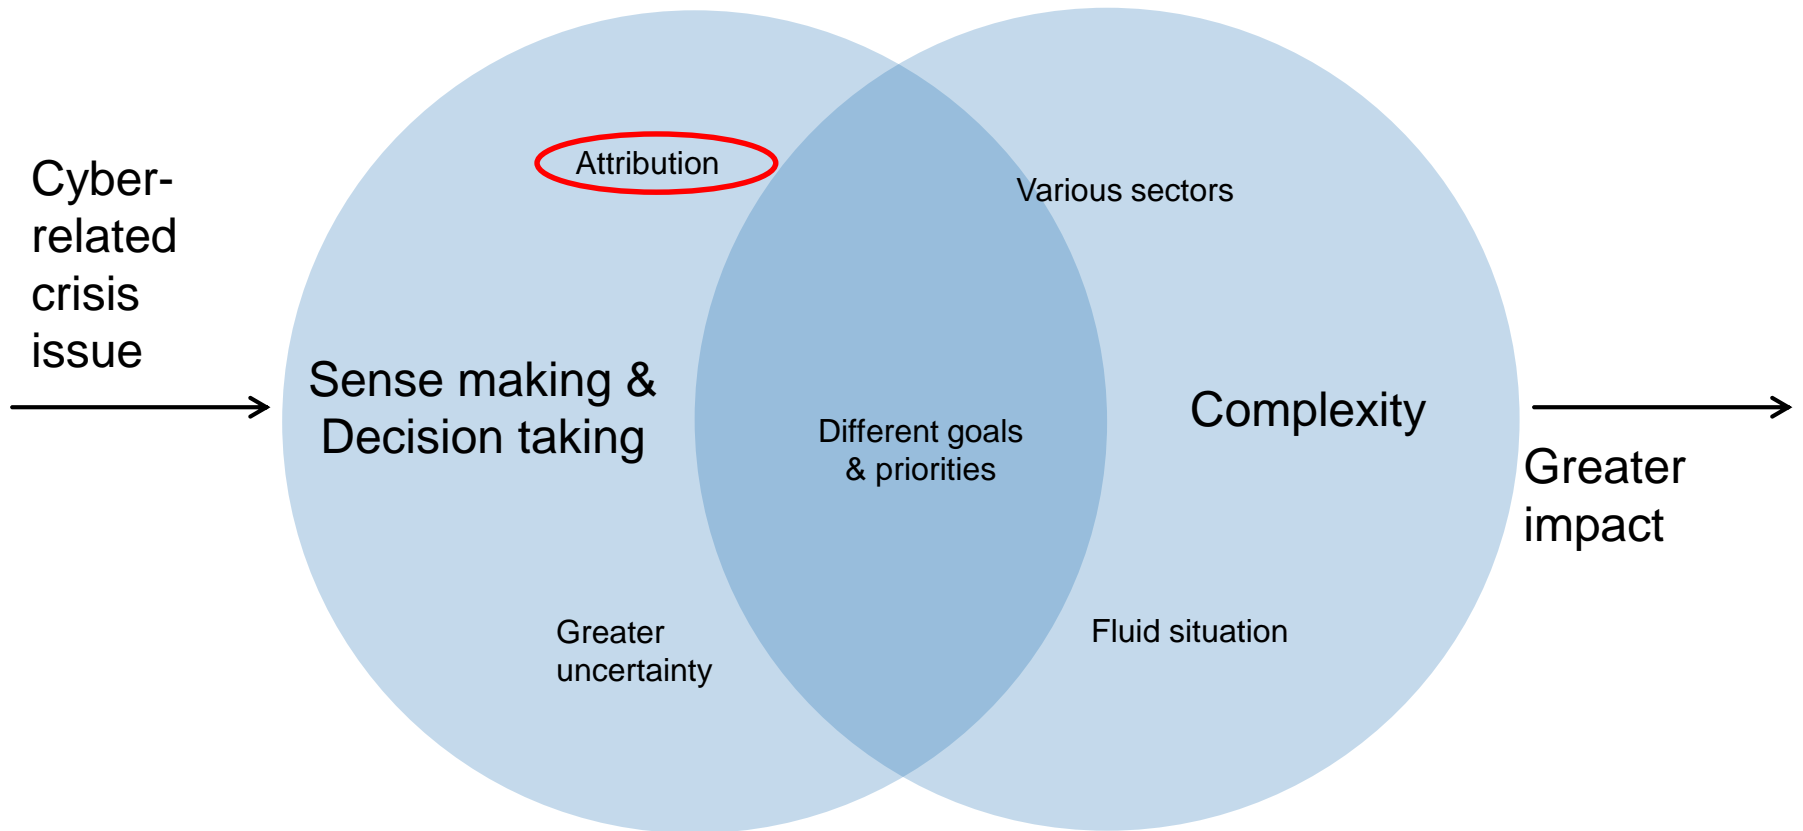 Cyber-
related
crisis
issue
Attribution
Various sectors
Sense making &
Decision taking
Different goals
& priorities
Complexity
Greater
impact
Greater
uncertainty
Fluid situation